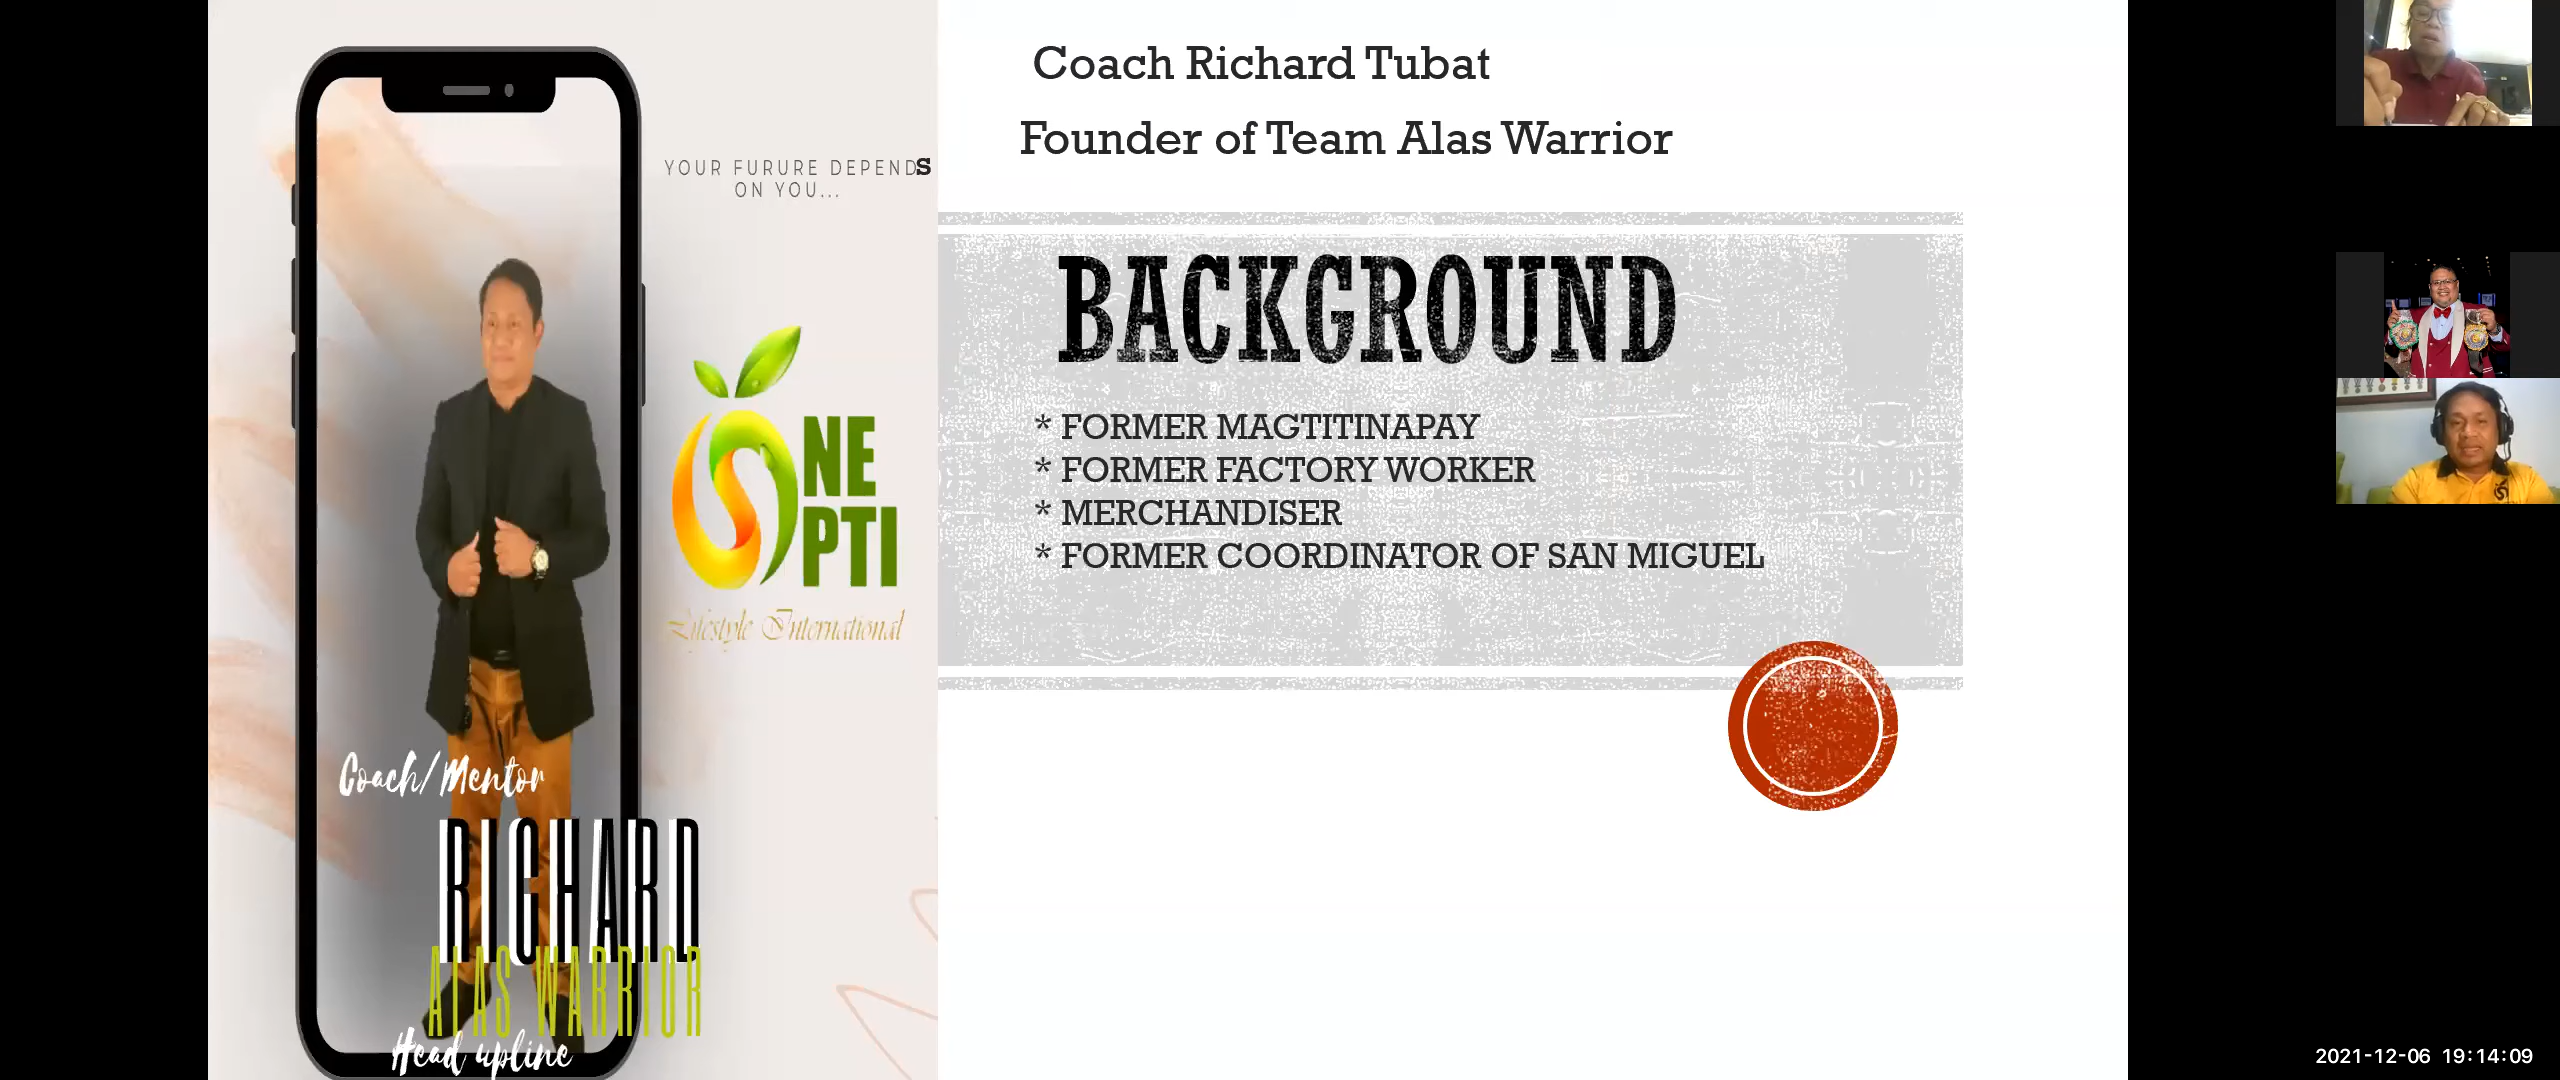 YOUR FURURE DEPENDS
ON YOU...
NE
PTI
Lifestyle International
Coach/Mentor
RICHARD
ALAS WARRIOR
Head upline
Coach Richard Tubat
Founder of Team Alas Warrior
BACKGROUND
* FORMER MAGTITINAPAY
* FORMER FACTORY WORKER
* MERCHANDISER
* FORMER COORDINATOR OF SAN MIGUEL
2021-12-06 19:14:09